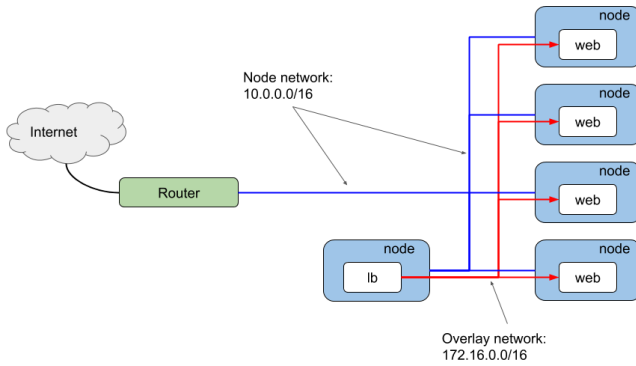 node
web
Node network:
10.0.0.0/16
node
web
Internet
Router
node
web
node
lb
node
web
Overlay network:
172.16.0.0/16